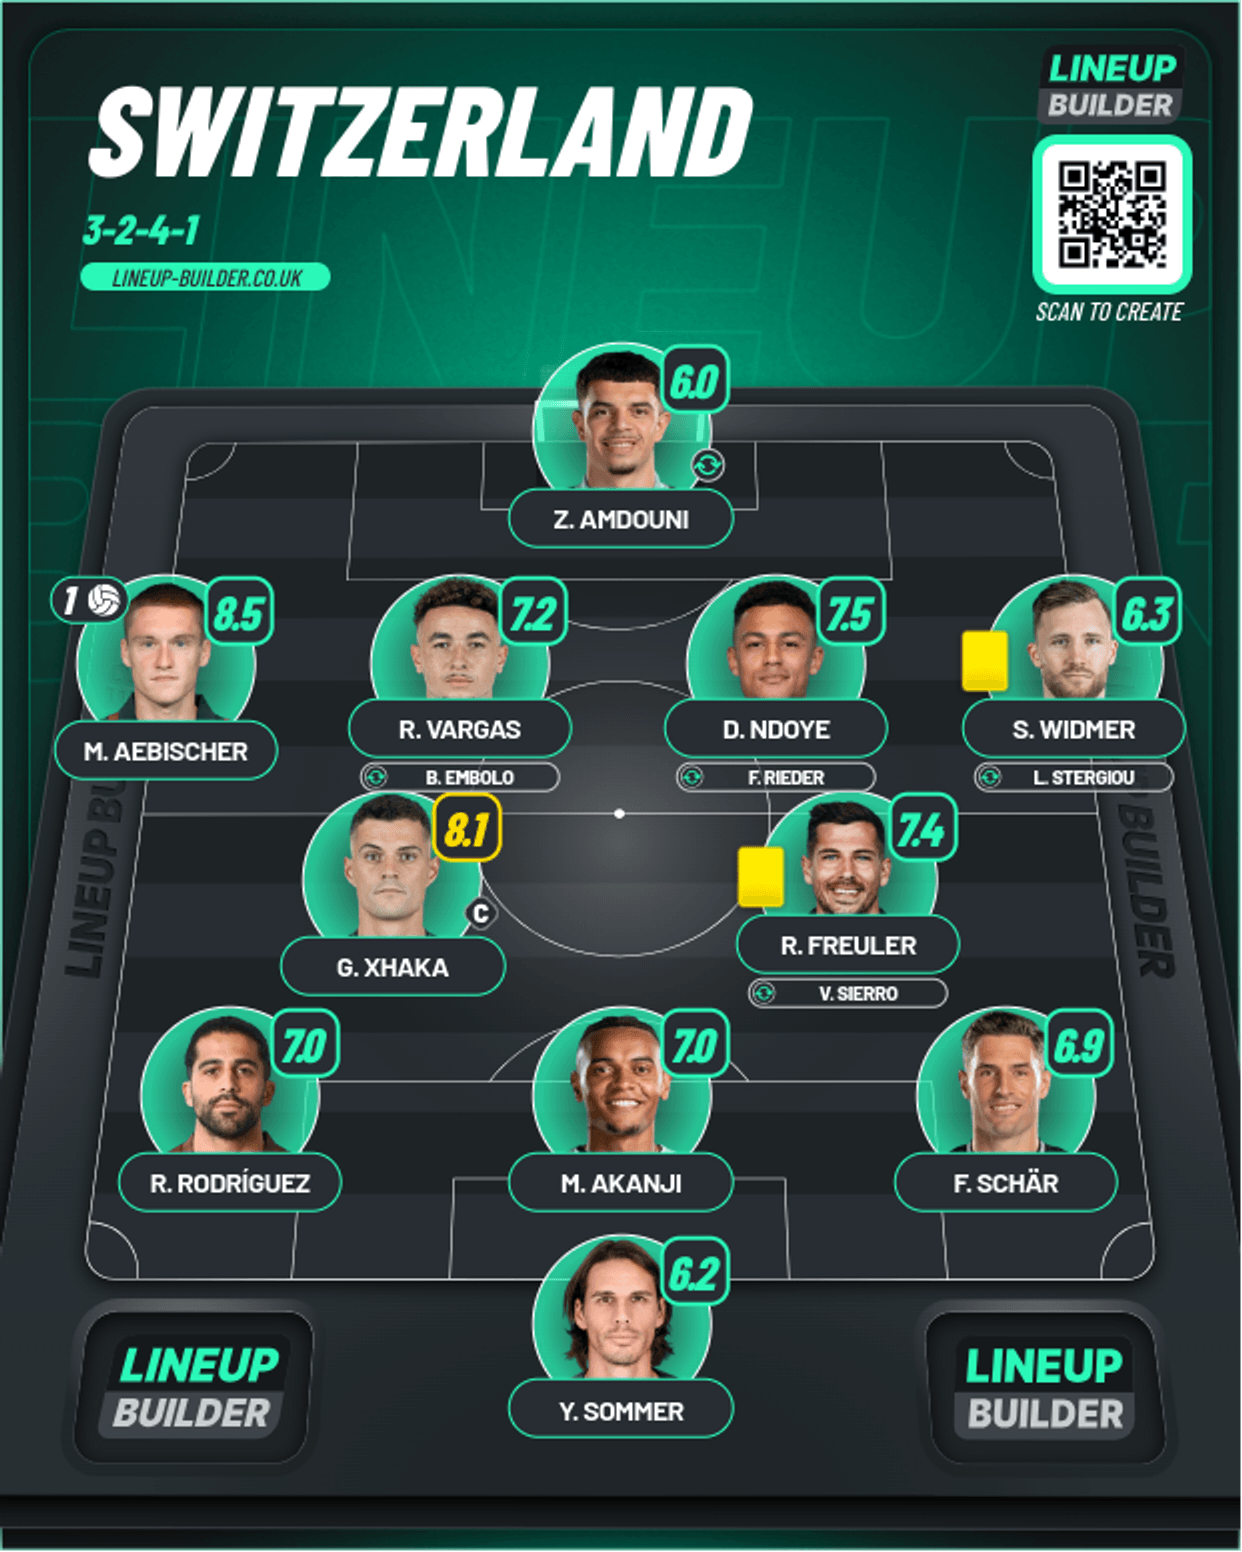 SWITZERLAND
3-2-4-1
LINEUP-BUILDER.CO.UK
LINEUP
BUILDER
SCAN TO CREATE
6.0
Z. AMDOUNI
1
8.5
M. AEBISCHER
7.2
R. VARGAS
B. EMBOLO
7.5
D. NDOYE
F. RIEDER
6.3
S. WIDMER
L. STERGIOU
8.1
C
G. XHAKA
7.4
R. FREULER
V. SIERRO
LINEUP BU
BUILDER
7.0
R. RODRÍGUEZ
7.0
M. AKANJI
6.9
F. SCHÄR
6.2
Y. SOMMER
LINEUP
BUILDER
LINEUP
BUILDER